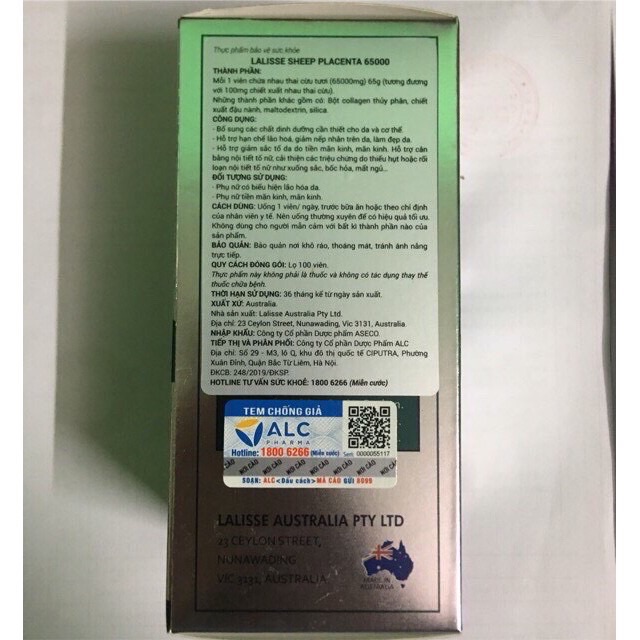 Thực phẩm bảo vệ sức khỏe
LALISSE SHEEP PLACENTA 65000
THÀNH PHẦN:
Mỗi 1 viên chứa nhau thai cừu tươi (65000mg) 65g (tương đương
với 100mg chiết xuất nhau thai cừu).
Những thành phần khác gồm có: Bột collagen thủy phân, chiết
xuất đậu nành, maltodextrin, silica.
CÔNG DỤNG:
- Bổ sung các chất dinh dưỡng cần thiết cho da và cơ thể.
- Hỗ trợ hạn chế lão hoá, giảm nếp nhăn trên da, làm đẹp da.
- Hỗ trợ giảm sắc tố da do tiền mãn kinh, mãn kinh. Hỗ trợ cân
bằng nội tiết tố nữ, cải thiện các triệu chứng do thiếu hụt hoặc rối
loạn nội tiết tố nữ như xuống sắc, bốc hỏa, mất ngủ...
ĐỐI TƯỢNG SỬ DỤNG:
- Phụ nữ có biểu hiện lão hóa da.
- Phụ nữ tiền mãn kinh, mãn kinh.
CÁCH DÙNG: Uống 1 viên/ ngày, trước bữa ăn hoặc theo chỉ định
của nhân viên y tế. Nên uống thường xuyên để có hiệu quả tối ưu.
Không dùng cho người mẫn cảm với bất kì thành phần nào của
sản phẩm.
BẢO QUẢN: Bảo quản nơi khô ráo, thoáng mát, tránh ánh nắng
trực tiếp.
QUY CÁCH ĐÓNG GÓI: Lọ 100 viên.
Thực phẩm này không phải là thuốc và không có tác dụng thay thế
thuốc chữa bệnh.
THỜI HẠN SỬ DỤNG: 36 tháng kể từ ngày sản xuất.
XUẤT XỨ: Australia.
Nhà sản xuất: Lalisse Australia Pty Ltd.
Địa chỉ: 23 Ceylon Street, Nunawading, Vic 3131, Australia.
NHẬP KHẨU: Công ty Cổ phần Dược phẩm ASECO.
TIẾP THỊ VÀ PHÂN PHỐI: Công ty Cổ phần Dược Phẩm ALC
Địa chỉ: Số 29 - M3, lô Q, khu đô thị quốc tế CIPUTRA, Phường
Xuân Đỉnh, Quận Bắc Từ Liêm, Hà Nội.
ĐKCB: 248/2019/ĐKSP.
HOTLINE TƯ VẤN SỨC KHOẺ: 1800 6266 (Miễn cước)
TEM CHỐNG GIẢ
ALC
PHARMA
Hotline: 1800 6266 (Miễn cước) Seri: 0000055117
NƠI CÀO NƠI CÀO NƠI CÀO NƠI CÀO
SOẠN: ALC <Dấu cách> MÃ CÀO GỬI 8099
LALISSE AUSTRALIA PTY LTD
23 CEYLON STREET,
NUNAWADING
VIC 3131, AUSTRALIA
MADE IN
AUSTRALIA